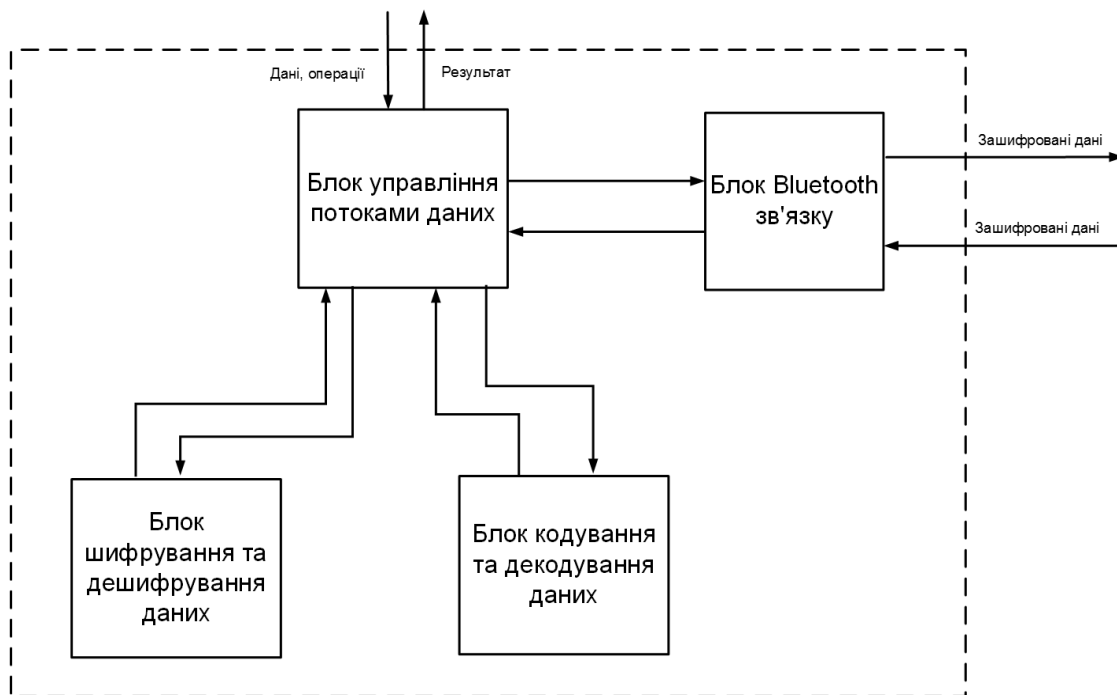 Дані, операції
Результат
Блок управління
потоками даних
Блок Bluetooth
зв'язку
Зашифровані дані
Зашифровані дані
Блок
шифрування та
дешифрування
даних
Блок кодування
та декодування
даних